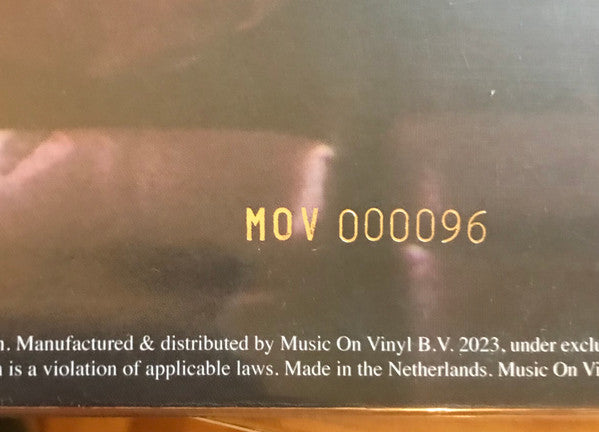 MOV 000096
. Manufactured & distributed by Music On Vinyl B.V. 2023, under
is a violation of applicable laws. Made in the Netherlands. Music On